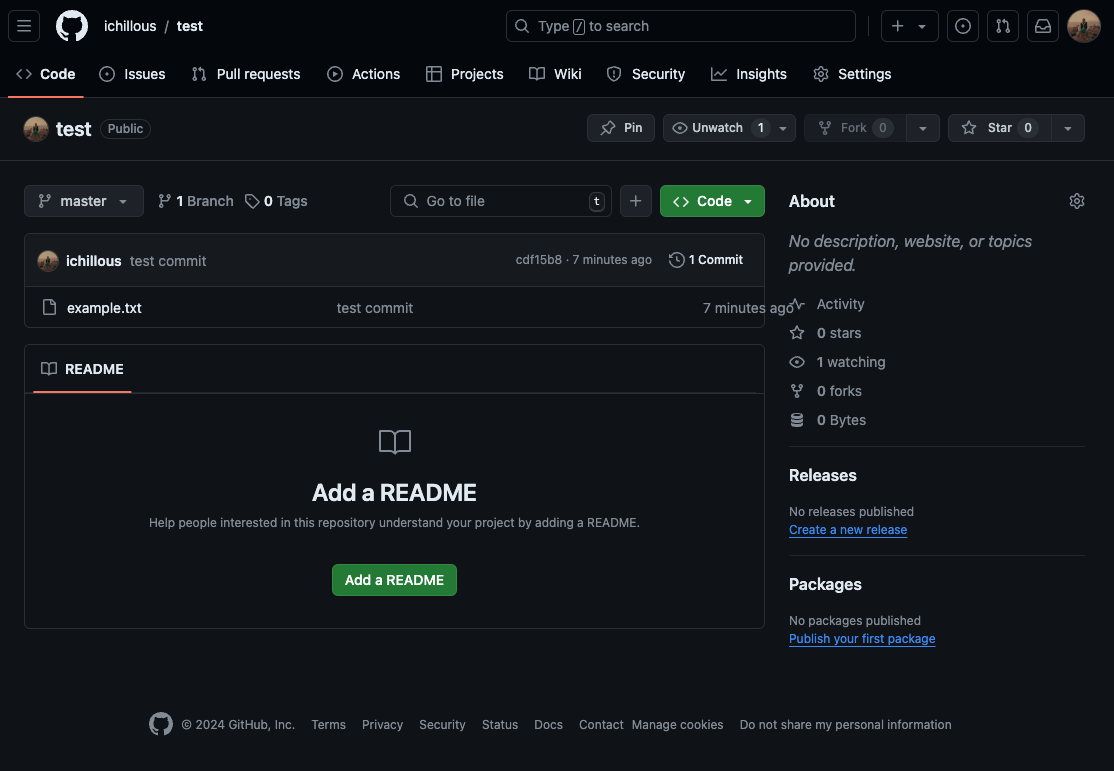 ichillous / test
Type / to search
Code Issues Pull requests Actions Projects Wiki Security Insights Settings
test Public
Pin Unwatch 1 Fork 0 Star 0
master 1 Branch 0 Tags Go to file t Code
ichillous test commit cdf15b8 · 7 minutes ago 1 Commit
example.txt test commit 7 minutes ago
README
Add a README
Help people interested in this repository understand your project by adding a README.
Add a README
About
No description, website, or topics
provided.
Activity
0 stars
1 watching
0 forks
0 Bytes
Releases
No releases published
Create a new release
Packages
No packages published
Publish your first package
© 2024 GitHub, Inc. Terms Privacy Security Status Docs Contact Manage cookies Do not share my personal information